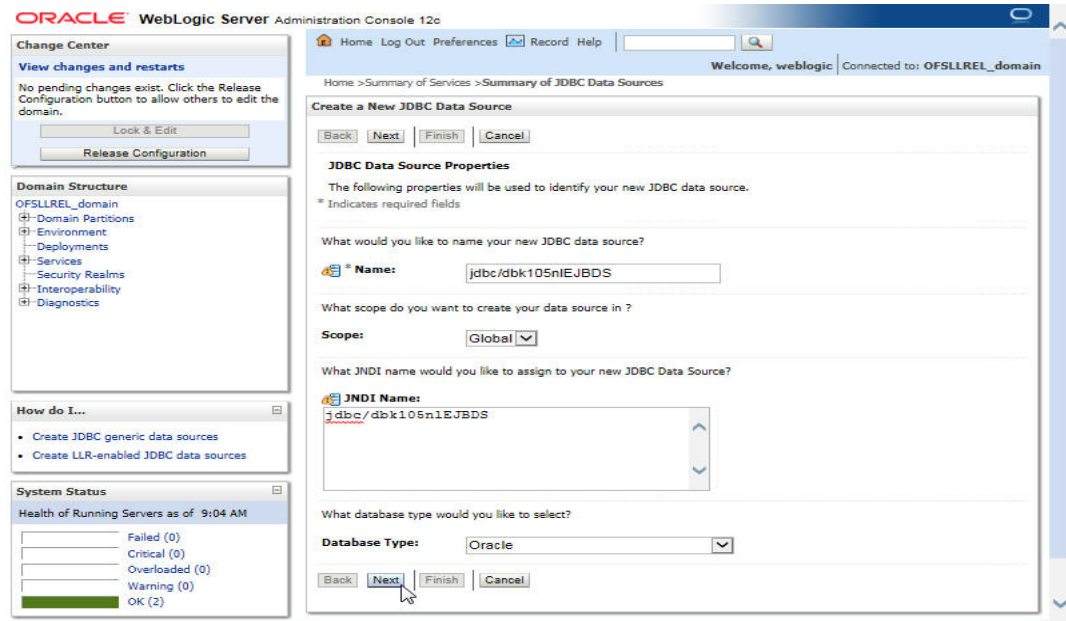 ORACLE WebLogic Server Administration Console 12c
Change Center
View changes and restarts
No pending changes exist. Click the Release
Configuration button to allow others to edit the
domain.
Lock & Edit
Release Configuration
Domain Structure
OFSLLREL_domain
Domain Partitions
Environment
Deployments
Services
Security Realms
Interoperability
Diagnostics
How do I...
Create JDBC generic data sources
Create LLR-enabled JDBC data sources
System Status
Health of Running Servers as of 9:04 AM
Failed (0)
Critical (0)
Overloaded (0)
Warning (0)
OK (2)
Home Log Out Preferences Record Help
Welcome, weblogic Connected to: OFSLLREL_domain
Home >Summary of Services >Summary of JDBC Data Sources
Create a New JDBC Data Source
Back Next Finish Cancel
JDBC Data Source Properties
The following properties will be used to identify your new JDBC data source.
* Indicates required fields
What would you like to name your new JDBC data source?
* Name: jdbc/dbk105nlEJBDS
What scope do you want to create your data source in ?
Scope: Global
What JNDI name would you like to assign to your new JDBC Data Source?
JNDI Name:
jdbc/dbk105nlEJBDS
What database type would you like to select?
Database Type: Oracle
Back Next Finish Cancel